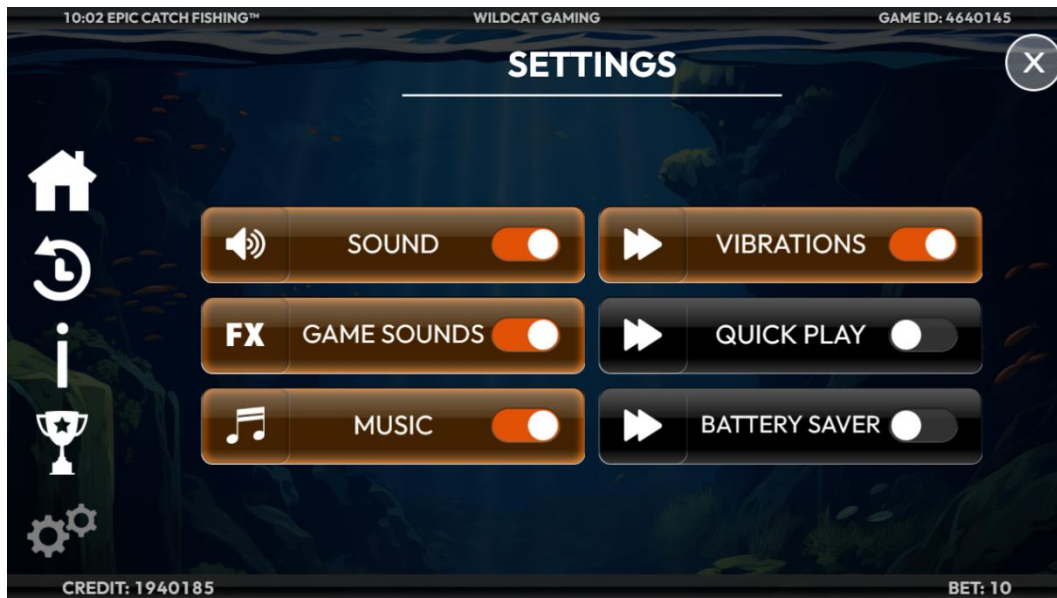 10:02 EPIC CATCH FISHING™ WILDCAT GAMING GAME ID: 4640145
SETTINGS
X
SOUND
VIBRATIONS
FX GAME SOUNDS
QUICK PLAY
MUSIC
BATTERY SAVER
CREDIT: 1940185 BET: 10